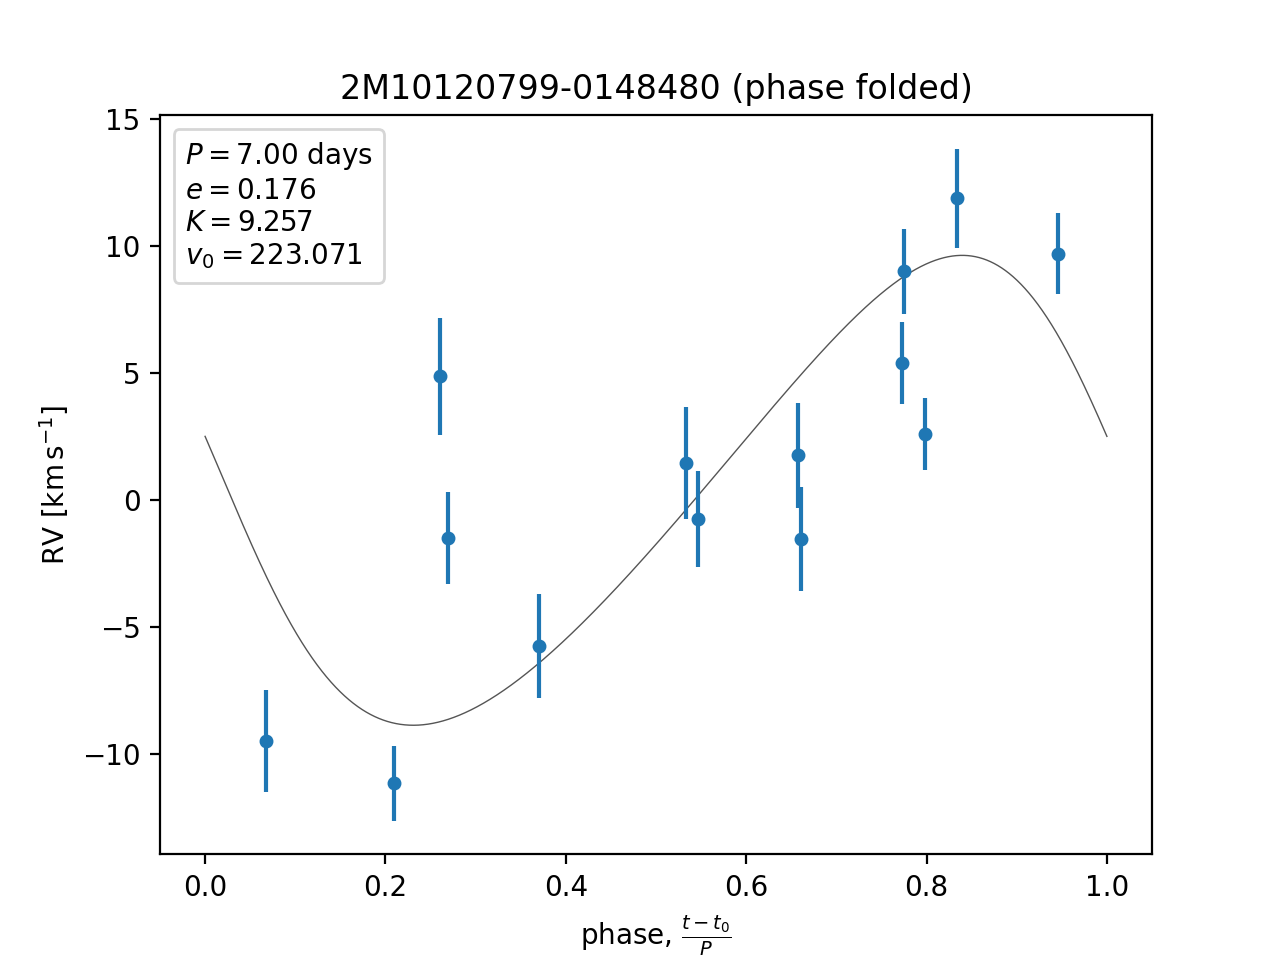 2M10120799-0148480 (phase folded)
P = 7.00 days
e = 0.176
K = 9.257
v₀ = 223.071
15
10
5
0
−5
−10
RV [km s⁻¹]
0.0 0.2 0.4 0.6 0.8 1.0
phase, (t − t₀)/P